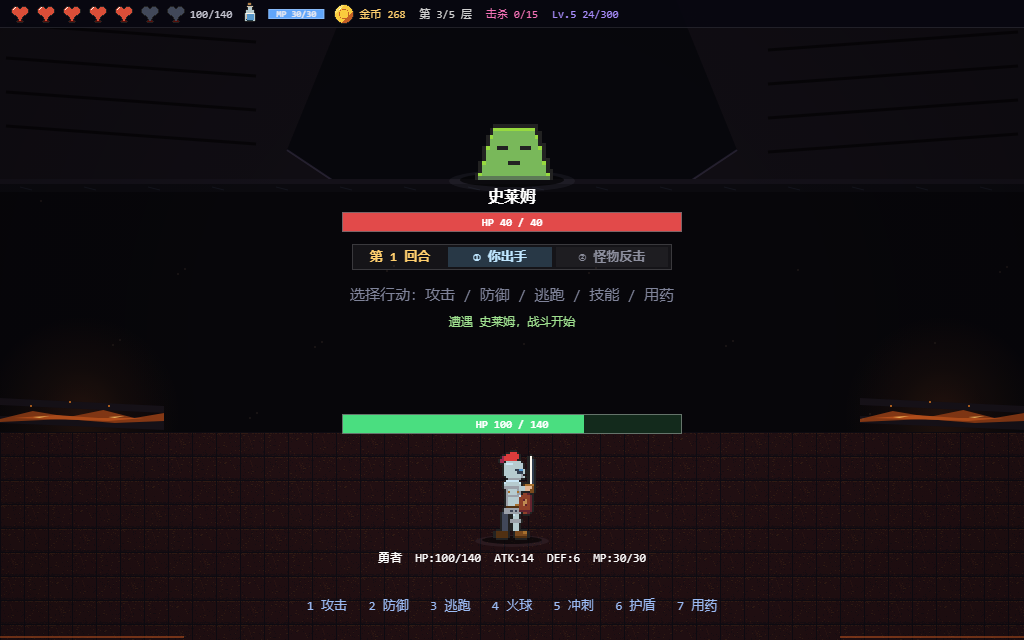 100/140 MP 30/30 金币 268 第 3/5 层 击杀 0/15 Lv.5 24/300
史莱姆
HP 40 / 40
第 1 回合 ① 你出手 ② 怪物反击
选择行动: 攻击 / 防御 / 逃跑 / 技能 / 用药
遭遇 史莱姆, 战斗开始
HP 100 / 140
勇者 HP:100/140 ATK:14 DEF:6 MP:30/30
1 攻击 2 防御 3 逃跑 4 火球 5 冲刺 6 护盾 7 用药